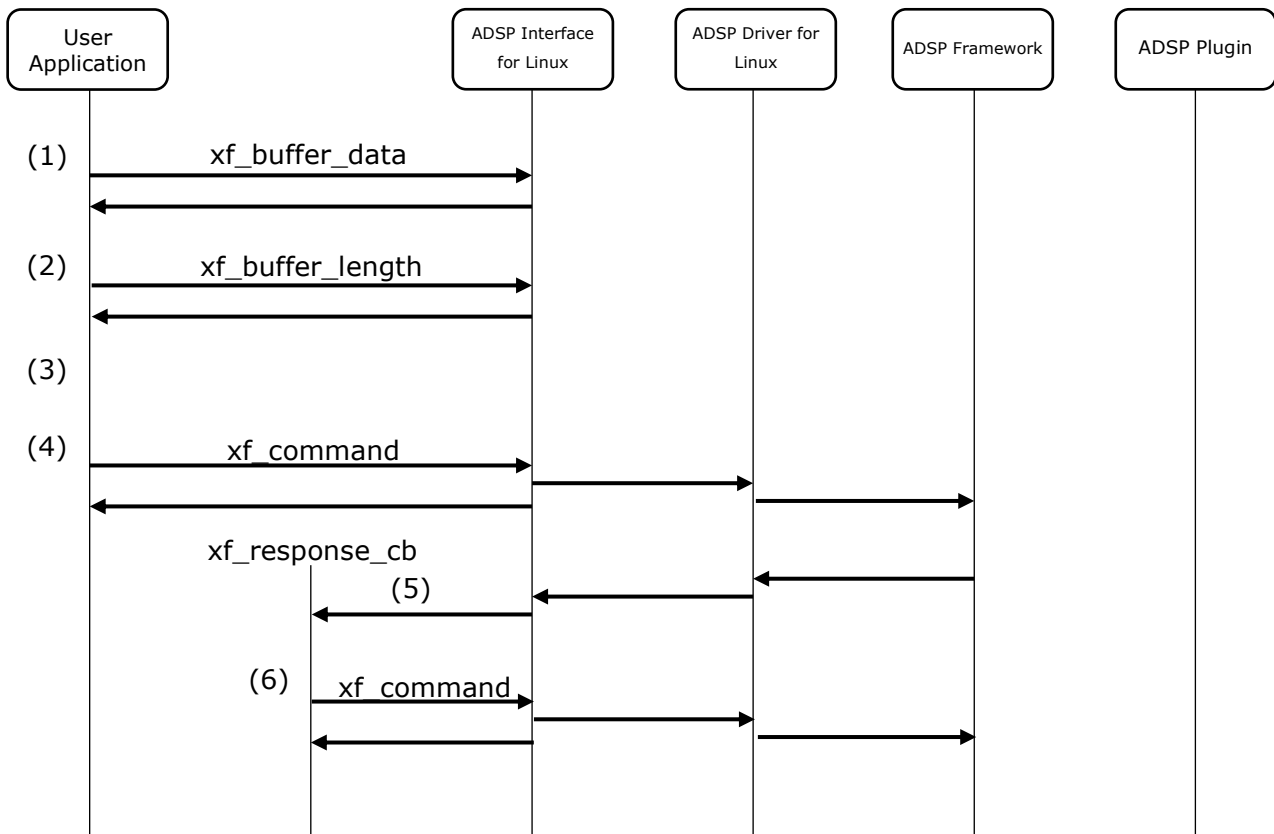 User
Application
ADSP Interface
for Linux
ADSP Driver for
Linux
ADSP Framework
ADSP Plugin
(1)
xf_buffer_data
(2)
xf_buffer_length
(3)
(4)
xf_command
xf_response_cb
(5)
(6)
xf_command